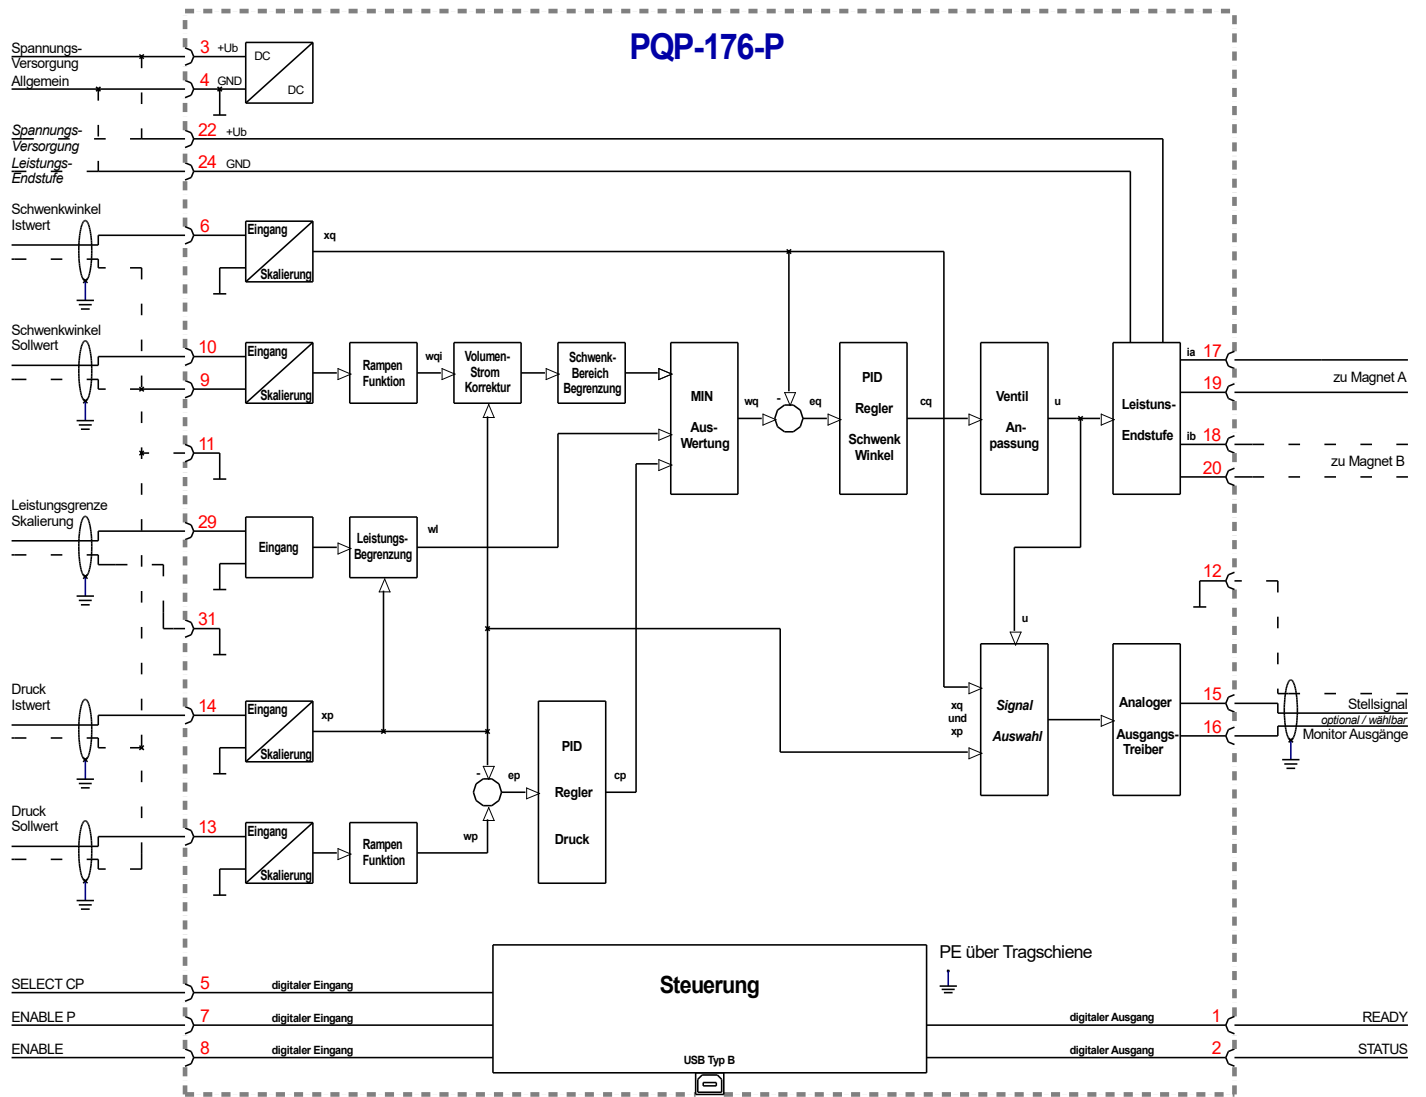 PQP-176-P
Spannungs-
Versorgung
3 +Ub
DC
DC
Allgemein
4 GND
Spannungs-
Versorgung
22 +Ub
Leistungs-
Endstufe
24 GND
Schwenkwinkel
Istwert
6
Eingang
Skalierung
xq
Schwenkwinkel
Sollwert
10
9
Eingang
Skalierung
Rampen
Funktion
wqi
Volumen-
Strom
Korrektur
Schwenk-
Bereich
Begrenzung
MIN
Aus-
Wertung
wq
-
eq
PID
Regler
Schwenk
Winkel
cq
Ventil
An-
passung
u
Leistuns-
Endstufe
ia 17
19
zu Magnet A
ib 18
20
zu Magnet B
11
Leistungsgrenze
Skalierung
29
Eingang
Leistungs-
Begrenzung
wl
31
12
u
Druck
Istwert
14
Eingang
Skalierung
xp
-
ep
PID
Regler
Druck
cp
wp
xq
und
xp
Signal
Auswahl
Analoger
Ausgangs-
Treiber
15
16
Stellsignal
optional / wählbar
Monitor Ausgänge
Druck
Sollwert
13
Eingang
Skalierung
Rampen
Funktion
PE über Tragschiene
Steuerung
SELECT CP
5 digitaler Eingang
ENABLE P
7 digitaler Eingang
ENABLE
8 digitaler Eingang
USB Typ B
digitaler Ausgang 1
READY
digitaler Ausgang 2
STATUS